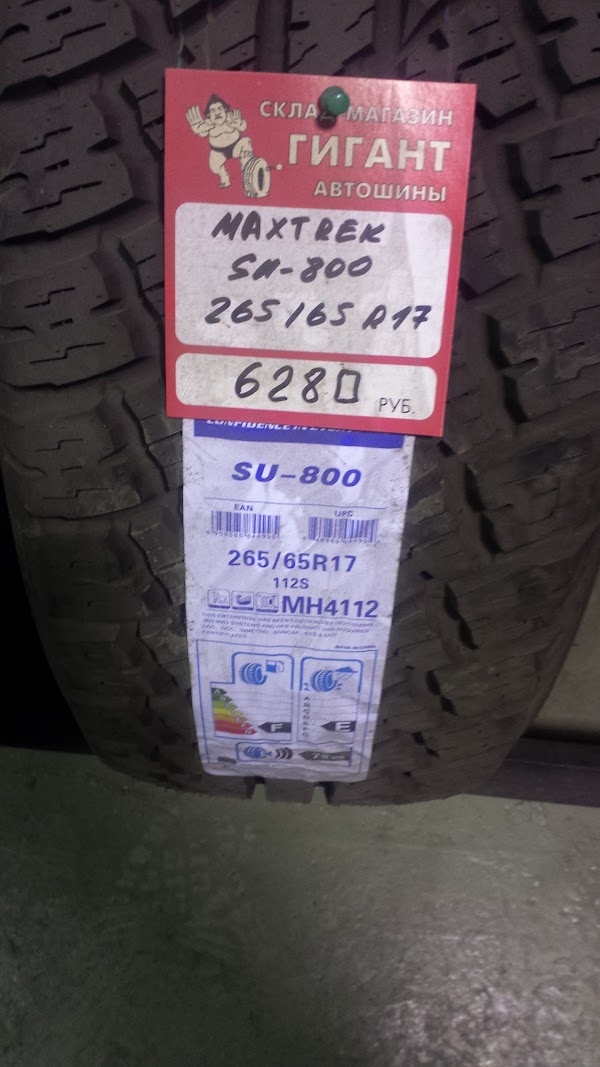 СКЛАД МАГАЗИН
ГИГАНТ
АВТОШИНЫ
MAXTREK
SU-800
265/65 R17
6280
РУБ.
SU-800
EAN UPC
265/65R17
112S
MH4112
F E